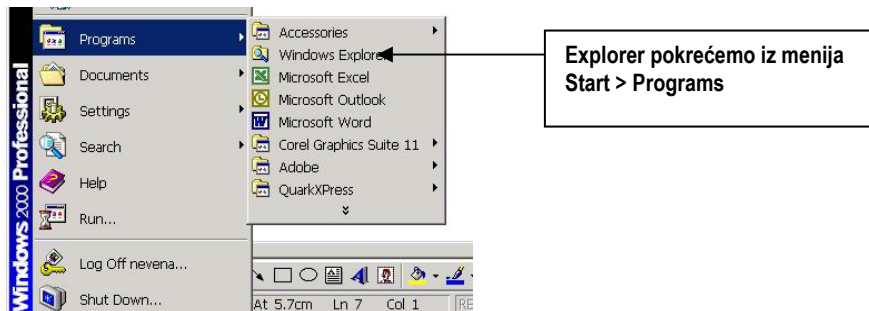 Windows 2000 Professional
Programs
Documents
Settings
Search
Help
Run...
Log Off nevena...
Shut Down...
Accessories
Windows Explorer
Microsoft Excel
Microsoft Outlook
Microsoft Word
Corel Graphics Suite 11
Adobe
QuarkXPress
At 5.7cm Ln 7 Col 1 RE
Explorer pokrećemo iz menija
Start > Programs